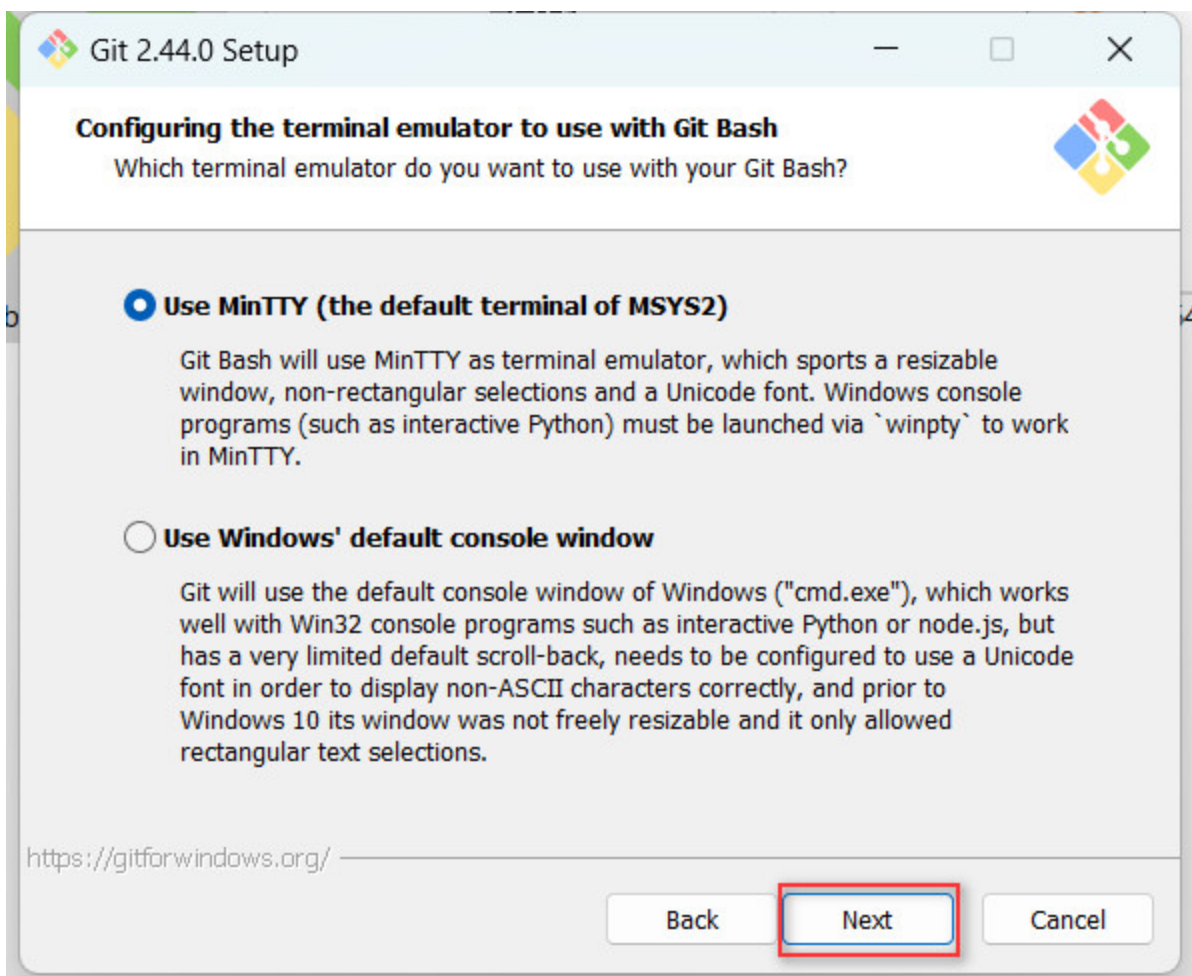 Git 2.44.0 Setup
Configuring the terminal emulator to use with Git Bash
Which terminal emulator do you want to use with your Git Bash?
Use MinTTY (the default terminal of MSYS2)
Git Bash will use MinTTY as terminal emulator, which sports a resizable
window, non-rectangular selections and a Unicode font. Windows console
programs (such as interactive Python) must be launched via `winpty` to work
in MinTTY.
Use Windows' default console window
Git will use the default console window of Windows ("cmd.exe"), which works
well with Win32 console programs such as interactive Python or node.js, but
has a very limited default scroll-back, needs to be configured to use a Unicode
font in order to display non-ASCII characters correctly, and prior to
Windows 10 its window was not freely resizable and it only allowed
rectangular text selections.
https://gitforwindows.org/
Back Next Cancel